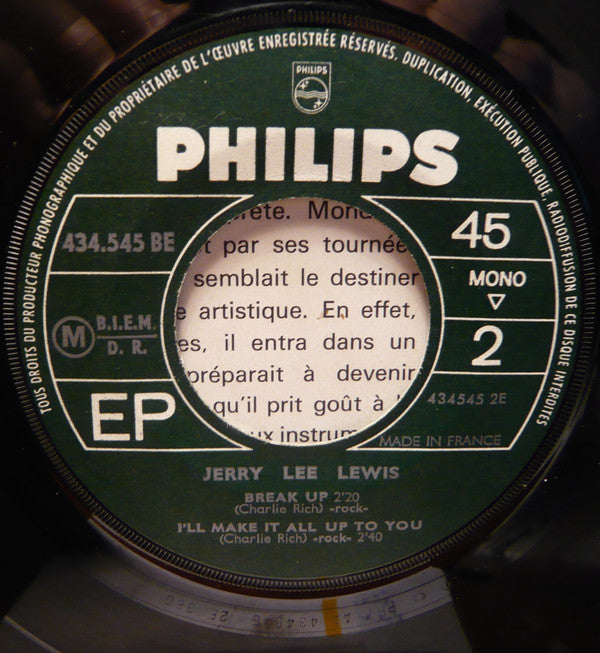 TOUS DROITS DU PRODUCTEUR PHONOGRAPHIQUE ET DU PROPRIÉTAIRE DE L'ŒUVRE ENREGISTRÉE RÉSERVÉS. DUPLICATION, EXÉCUTION PUBLIQUE, RADIODIFFUSION DE CE DISQUE INTERDITES
PHILIPS
PHILIPS
434.545 BE
M B.I.E.M.
D. R.
EP
Mono
t par ses tournée
semblait le destiner
e artistique. En effet,
es, il entra dans un
préparait à devenir
qu'il prit goût à
ux instrum
45
MONO
2
434545 2E
MADE IN FRANCE
JERRY LEE LEWIS
BREAK UP 2'20
(Charlie Rich) -rock-
I'LL MAKE IT ALL UP TO YOU
(Charlie Rich) -rock- 2'40